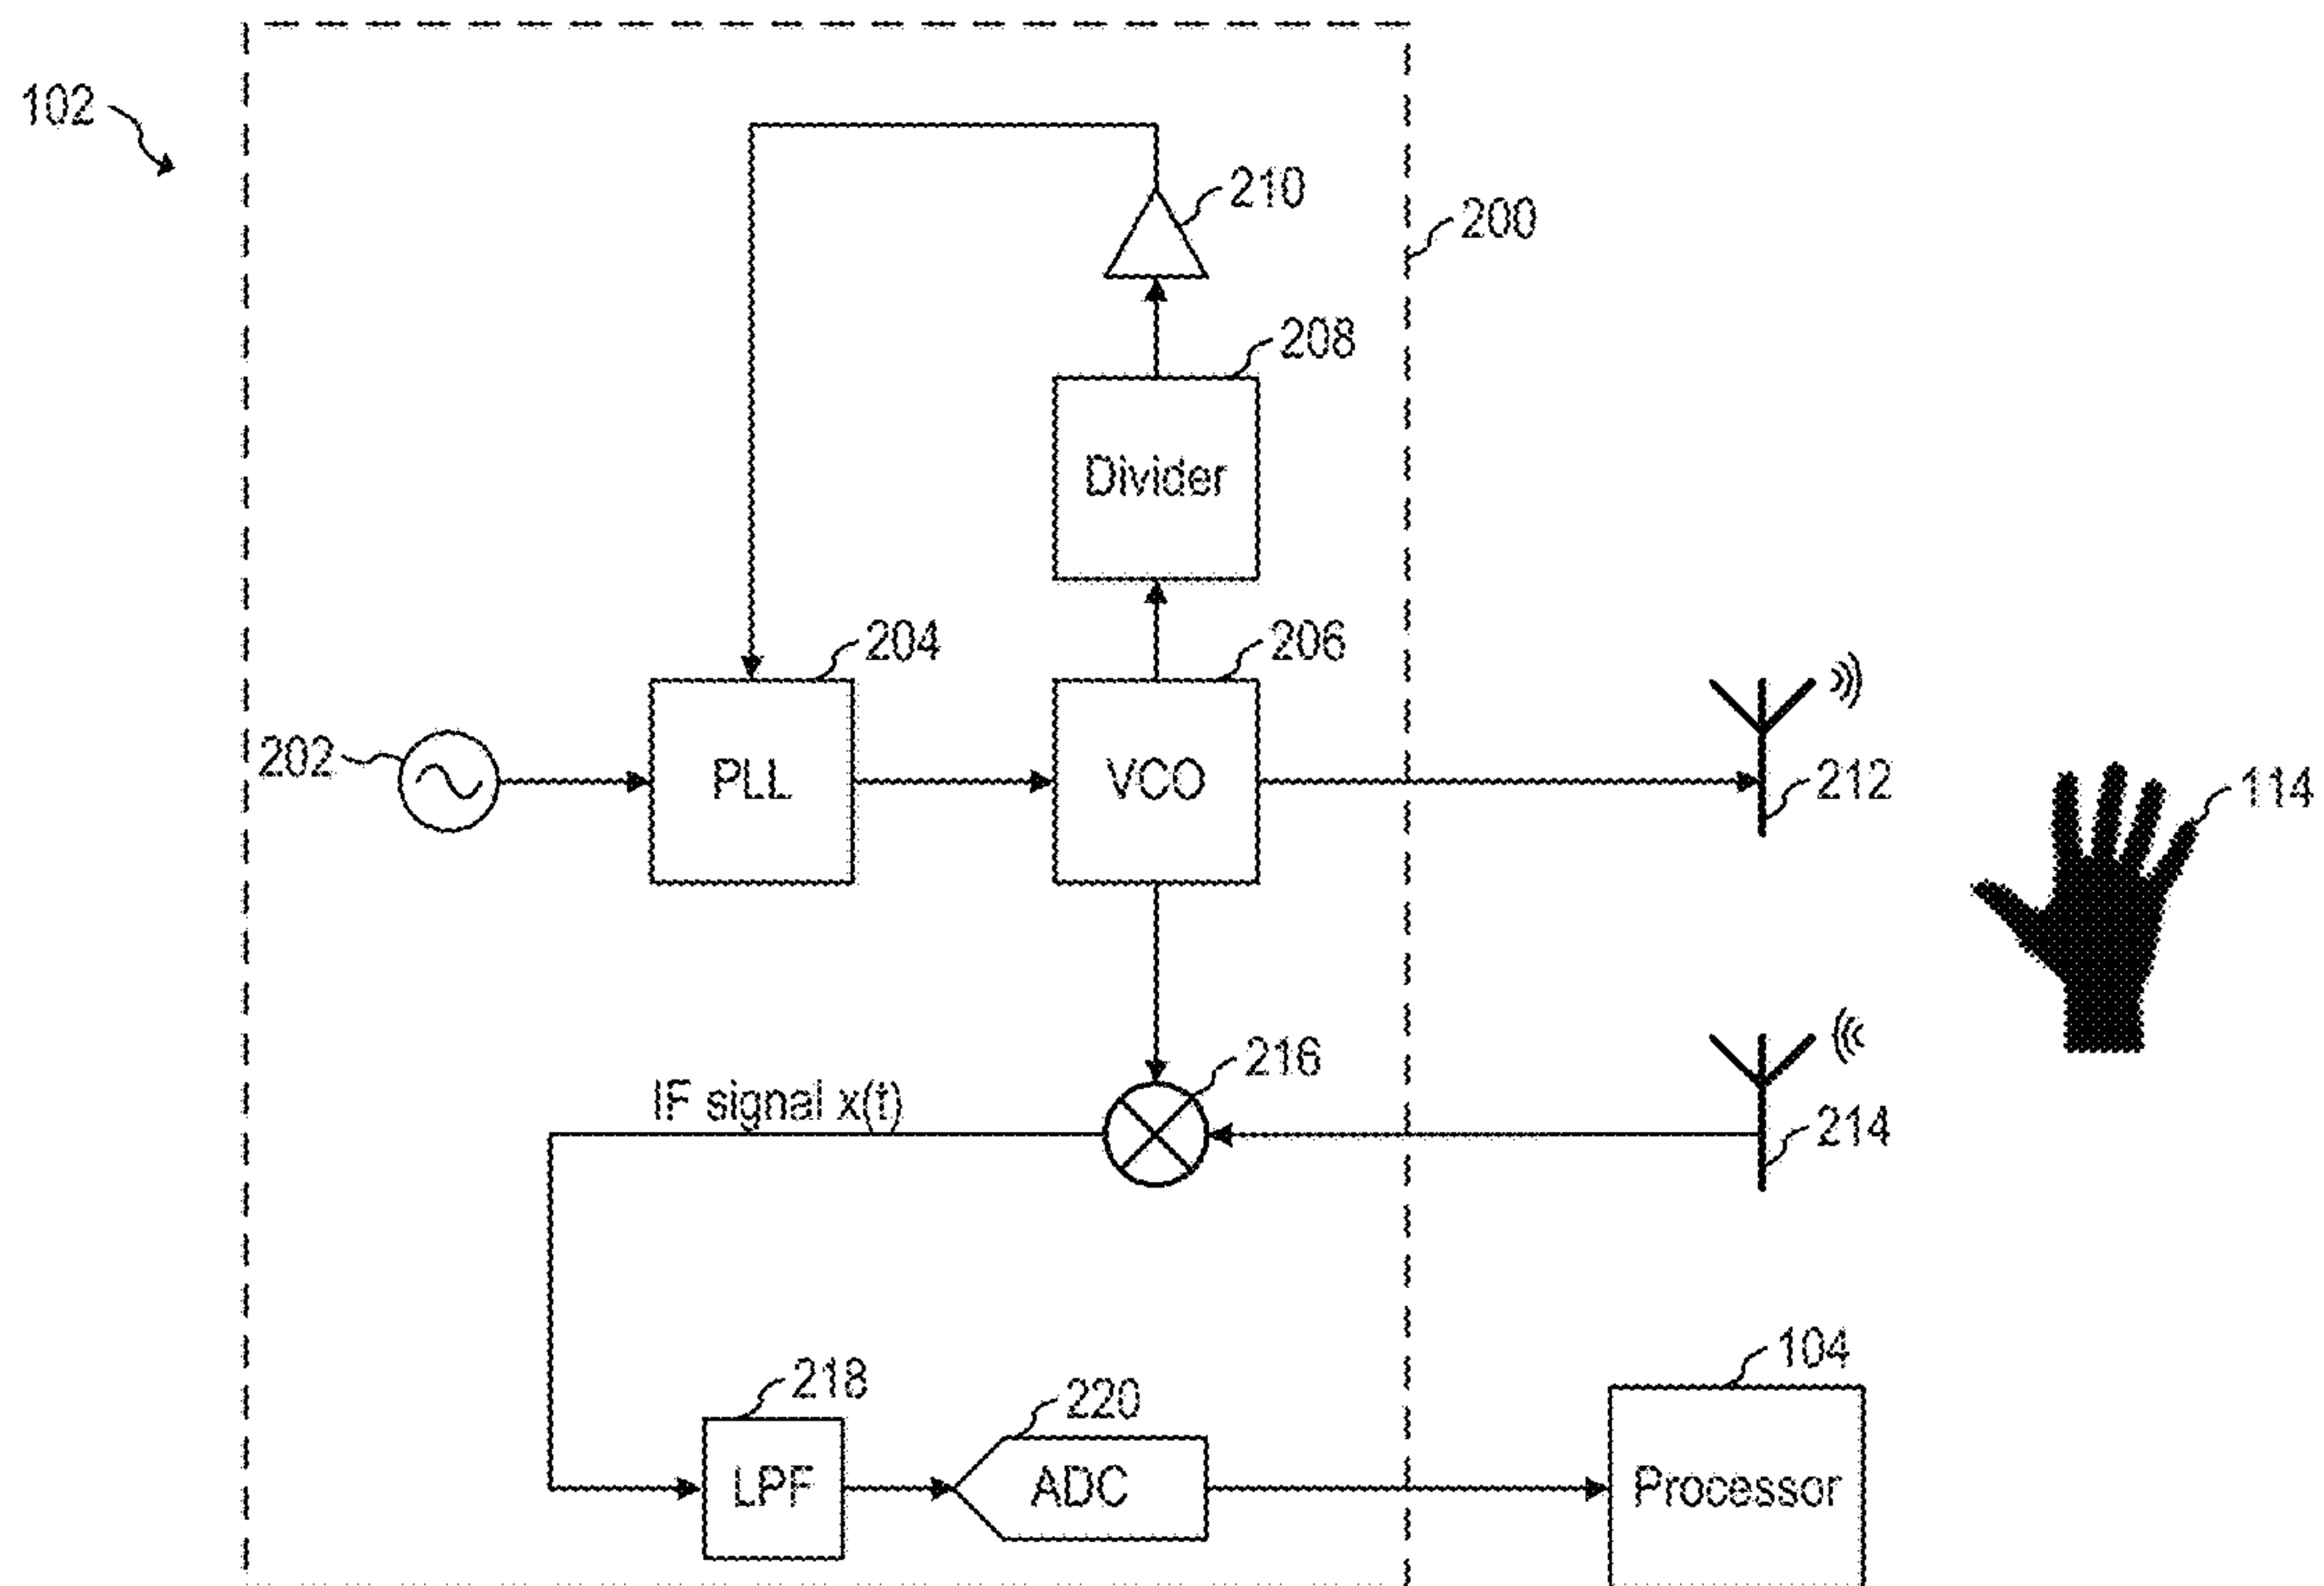 102
210
200
208
Divider
204
206
202
PLL
VCO
212
114
216
IF signal x(t)
214
104
218
220
LPF
ADC
Processor